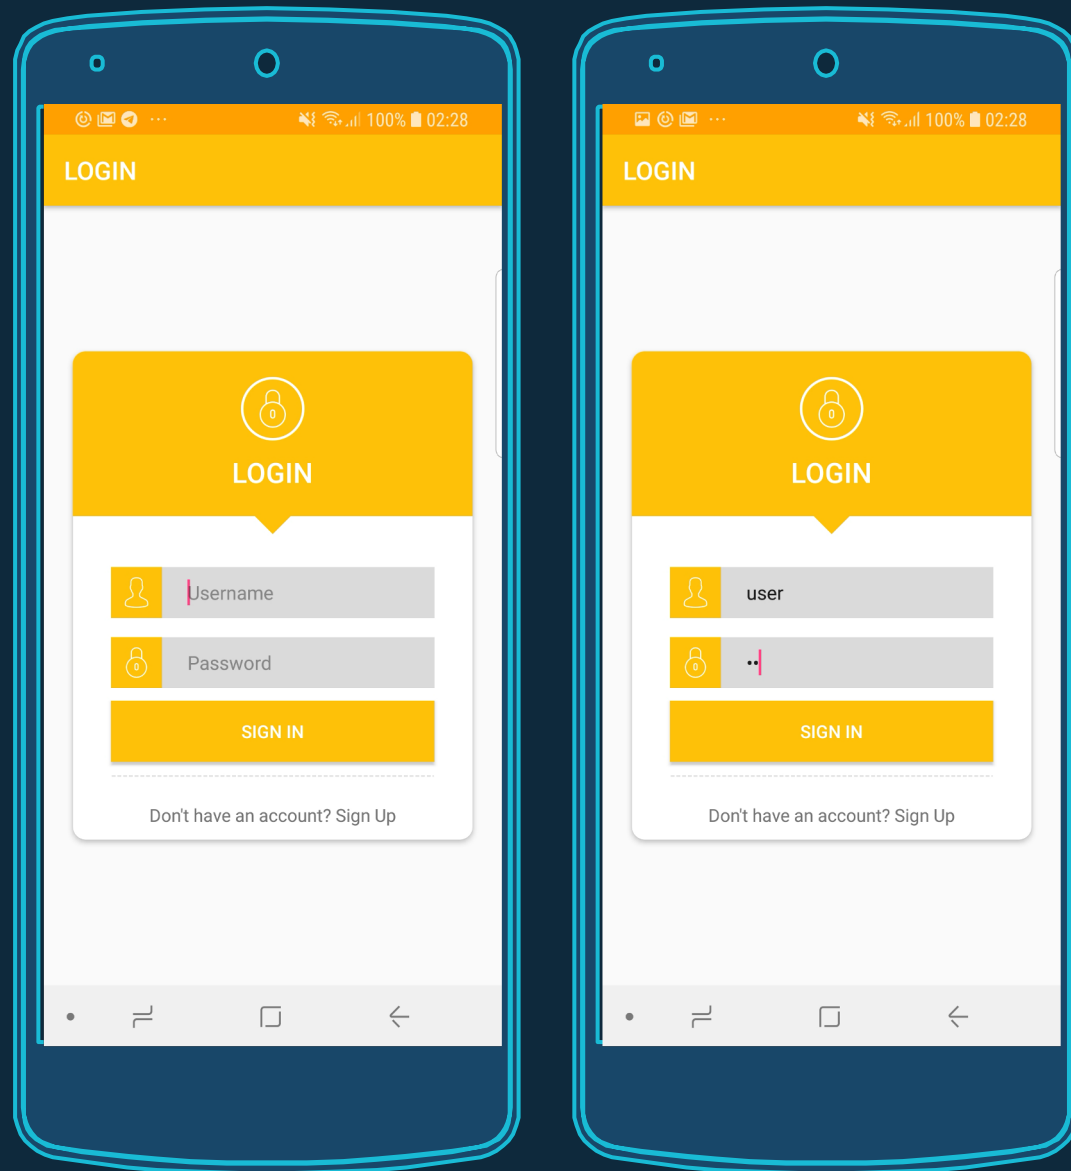 100% 02:28
LOGIN
LOGIN
Username
Password
SIGN IN
Don't have an account? Sign Up
100% 02:28
LOGIN
LOGIN
user
••
SIGN IN
Don't have an account? Sign Up